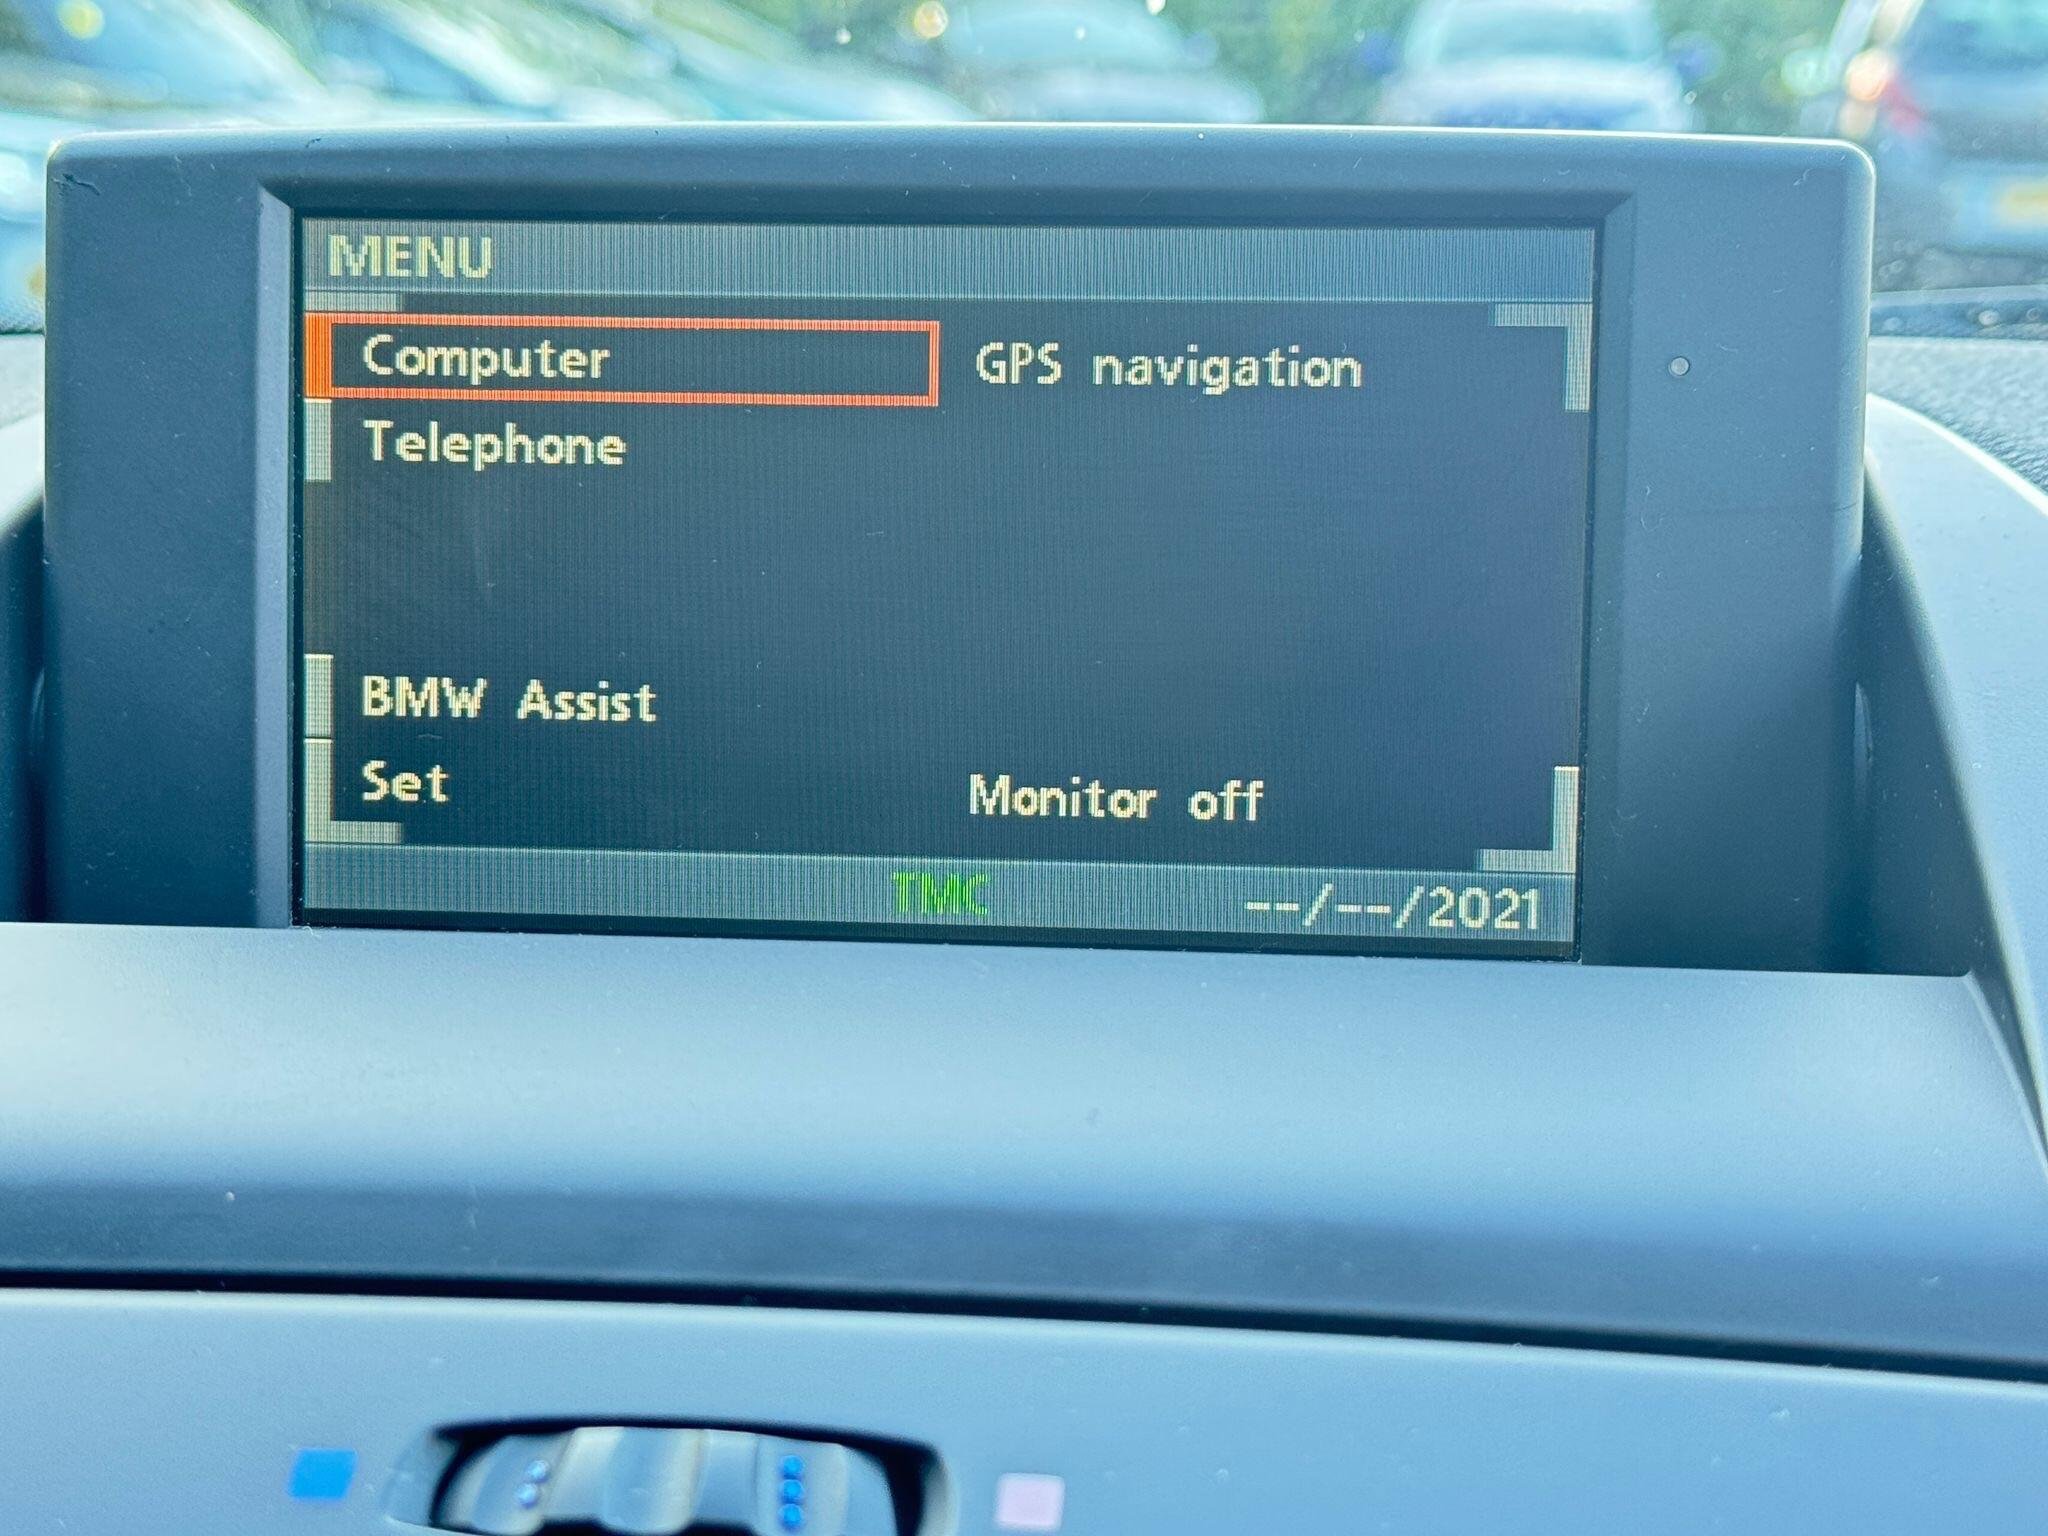 MENU
Computer GPS navigation
Telephone
BMW Assist
Set Monitor off
TMC --/--/2021